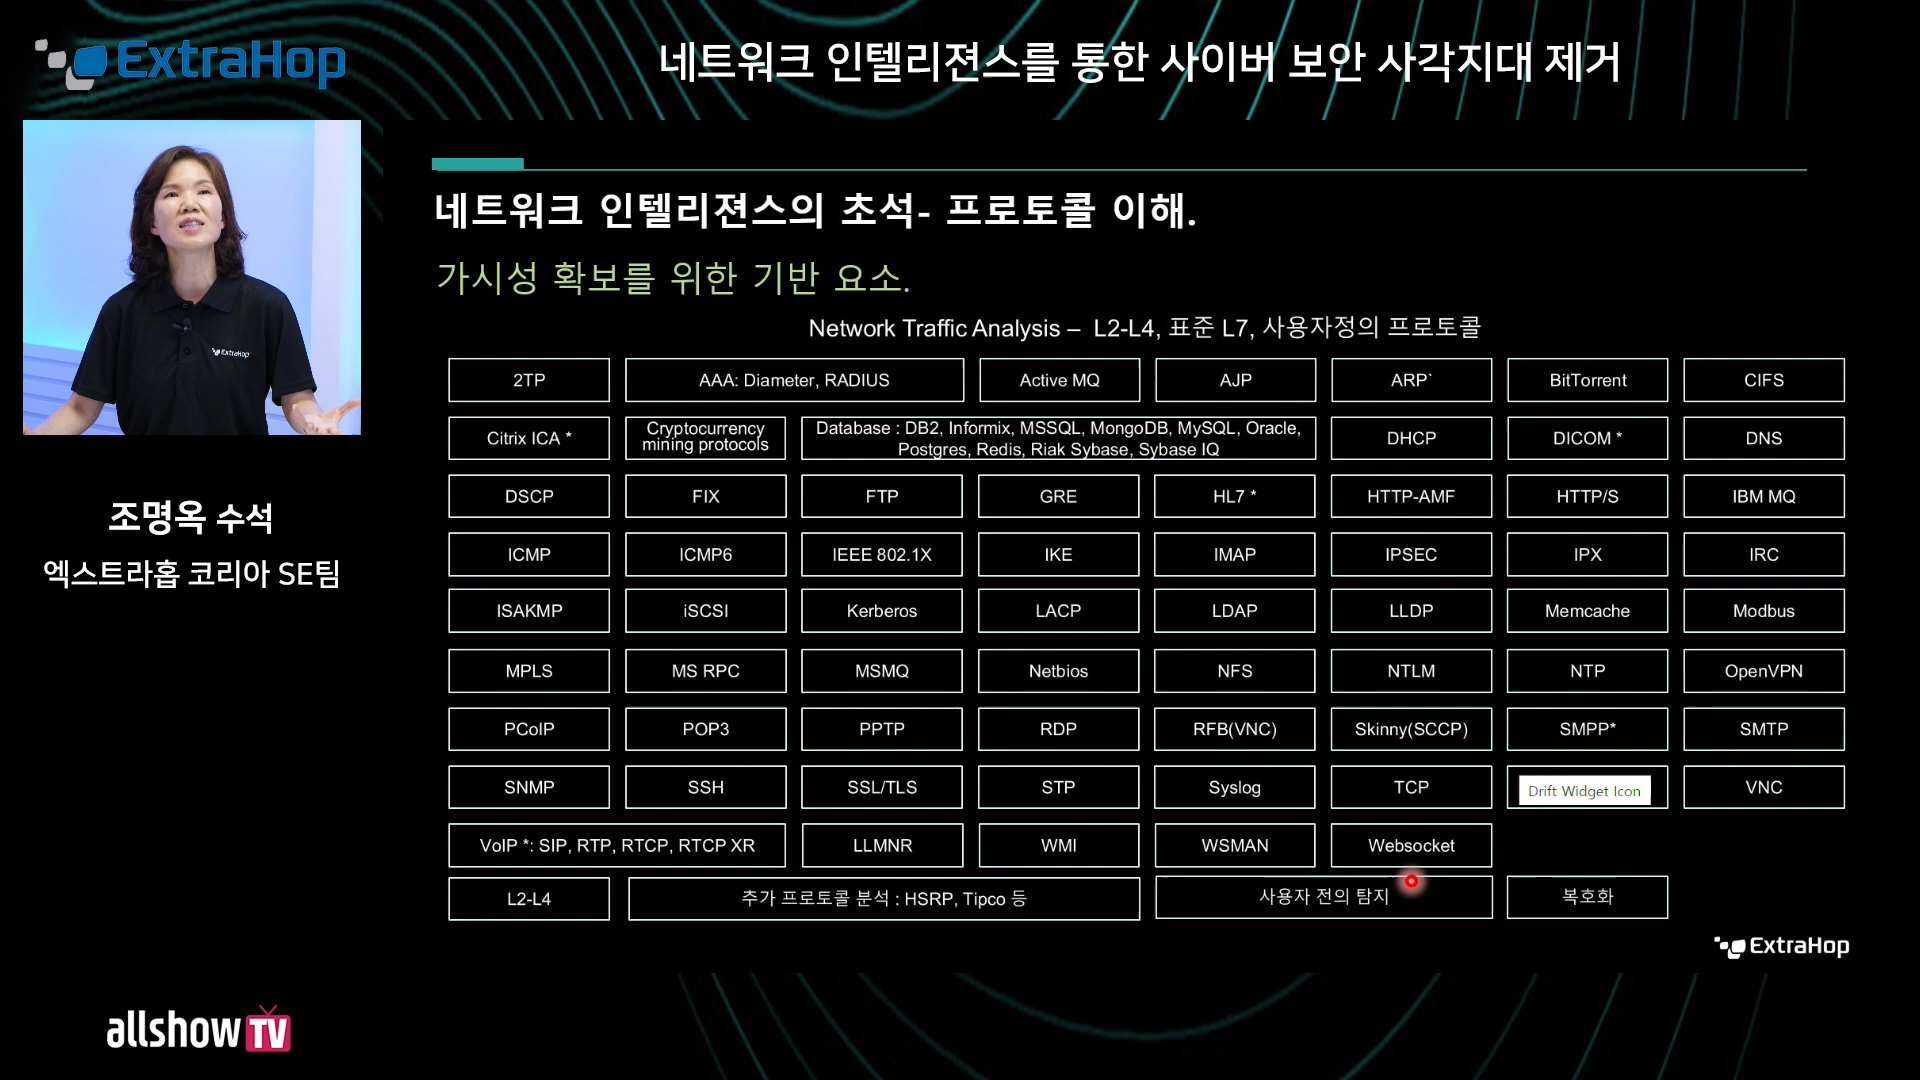 ExtraHop
네트워크 인텔리젼스를 통한 사이버 보안 사각지대 제거
ExtraHop
조명옥 수석
엑스트라홉 코리아 SE팀
네트워크 인텔리젼스의 초석- 프로토콜 이해.
가시성 확보를 위한 기반 요소.
Network Traffic Analysis – L2-L4, 표준 L7, 사용자정의 프로토콜
2TP
AAA: Diameter, RADIUS
Active MQ
AJP
ARP`
BitTorrent
CIFS
Citrix ICA *
Cryptocurrency
mining protocols
Database : DB2, Informix, MSSQL, MongoDB, MySQL, Oracle,
Postgres, Redis, Riak Sybase, Sybase IQ
DHCP
DICOM *
DNS
DSCP
FIX
FTP
GRE
HL7 *
HTTP-AMF
HTTP/S
IBM MQ
ICMP
ICMP6
IEEE 802.1X
IKE
IMAP
IPSEC
IPX
IRC
ISAKMP
iSCSI
Kerberos
LACP
LDAP
LLDP
Memcache
Modbus
MPLS
MS RPC
MSMQ
Netbios
NFS
NTLM
NTP
OpenVPN
PCoIP
POP3
PPTP
RDP
RFB(VNC)
Skinny(SCCP)
SMPP*
SMTP
SNMP
SSH
SSL/TLS
STP
Syslog
TCP
Drift Widget Icon
VNC
VoIP *: SIP, RTP, RTCP, RTCP XR
LLMNR
WMI
WSMAN
Websocket
L2-L4
추가 프로토콜 분석 : HSRP, Tipco 등
사용자 전의 탐지
복호화
ExtraHop
allshow TV